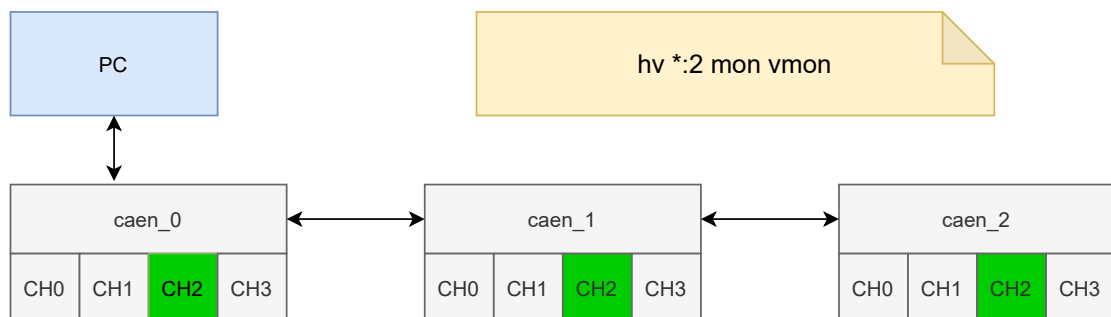 PC
hv *:2 mon vmon
caen_0
caen_1
caen_2
CH0 CH1 CH2 CH3
CH0 CH1 CH2 CH3
CH0 CH1 CH2 CH3